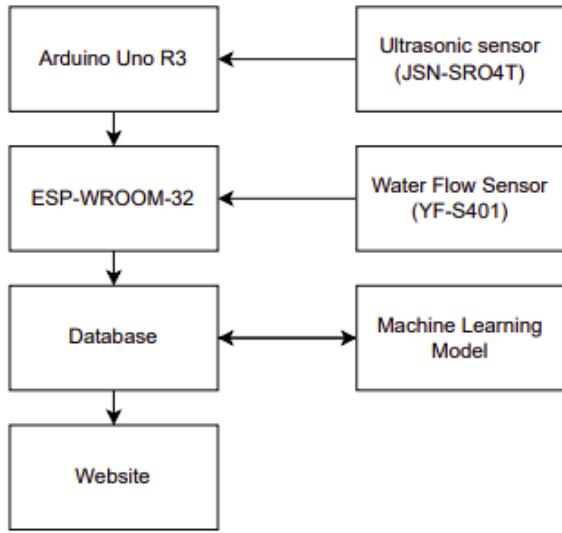 Arduino Uno R3
Ultrasonic sensor
(JSN-SRO4T)
ESP-WROOM-32
Water Flow Sensor
(YF-S401)
Database
Machine Learning
Model
Website